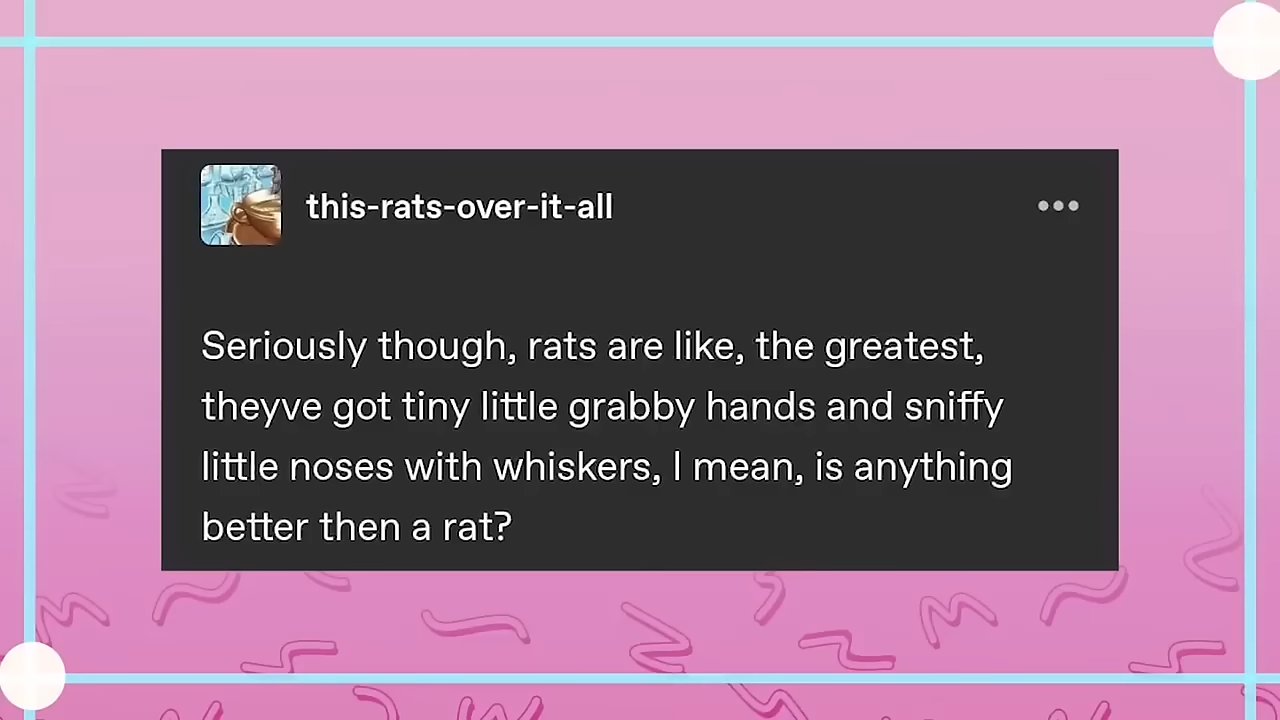 this-rats-over-it-all
Seriously though, rats are like, the greatest,
theyve got tiny little grabby hands and sniffy
little noses with whiskers, I mean, is anything
better then a rat?